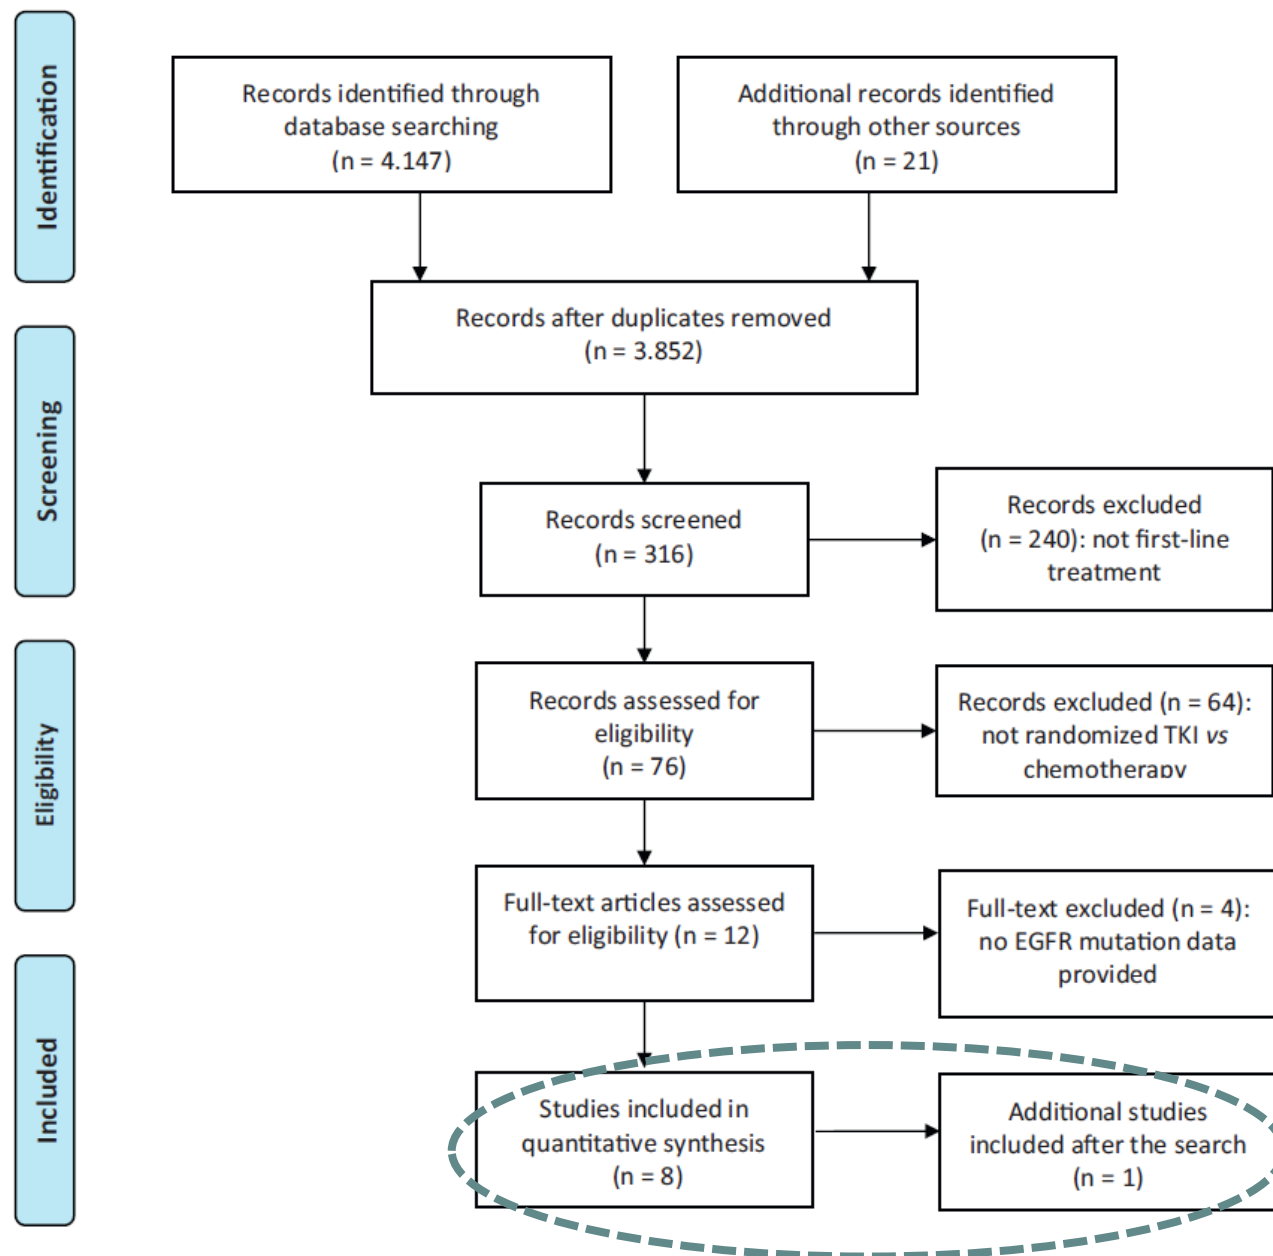 Identification
Records identified through
database searching
(n = 4.147)
Additional records identified
through other sources
(n = 21)
Records after duplicates removed
(n = 3.852)
Screening
Records screened
(n = 316)
Records excluded
(n = 240): not first-line
treatment
Eligibility
Records assessed for
eligibility
(n = 76)
Records excluded (n = 64):
not randomized TKI vs
chemotherapy
Full-text articles assessed
for eligibility (n = 12)
Full-text excluded (n = 4):
no EGFR mutation data
provided
Included
Studies included in
quantitative synthesis
(n = 8)
Additional studies
included after the search
(n = 1)